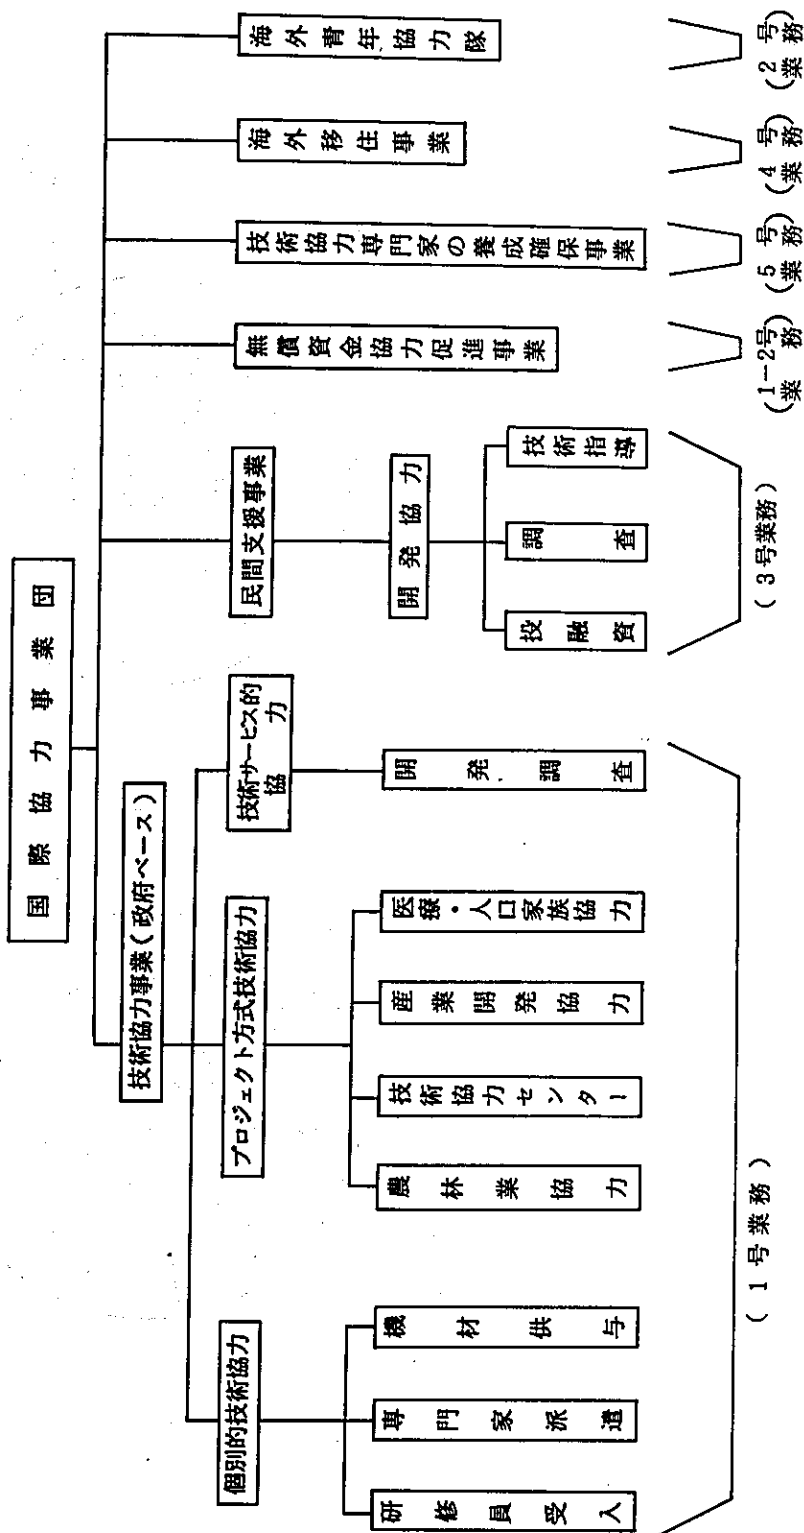 国際協力事業団
技術協力事業(政府ベース)
個別的技術協力
研修員受入
専門家派遣
機材供与
プロジェクト方式技術協力
農林業協力
技術協力センター
産業開発協力
医療・人口家族協力
技術サービス的
協力
開発調査
(1号業務)
民間支援事業
開発協力
投融資
調査
技術指導
(3号業務)
無償資金協力促進事業
(1-2号
業務)
技術協力専門家の養成確保事業
(5号
業務)
海外移住事業
(4号
業務)
海外青年協力隊
(2号
業務)